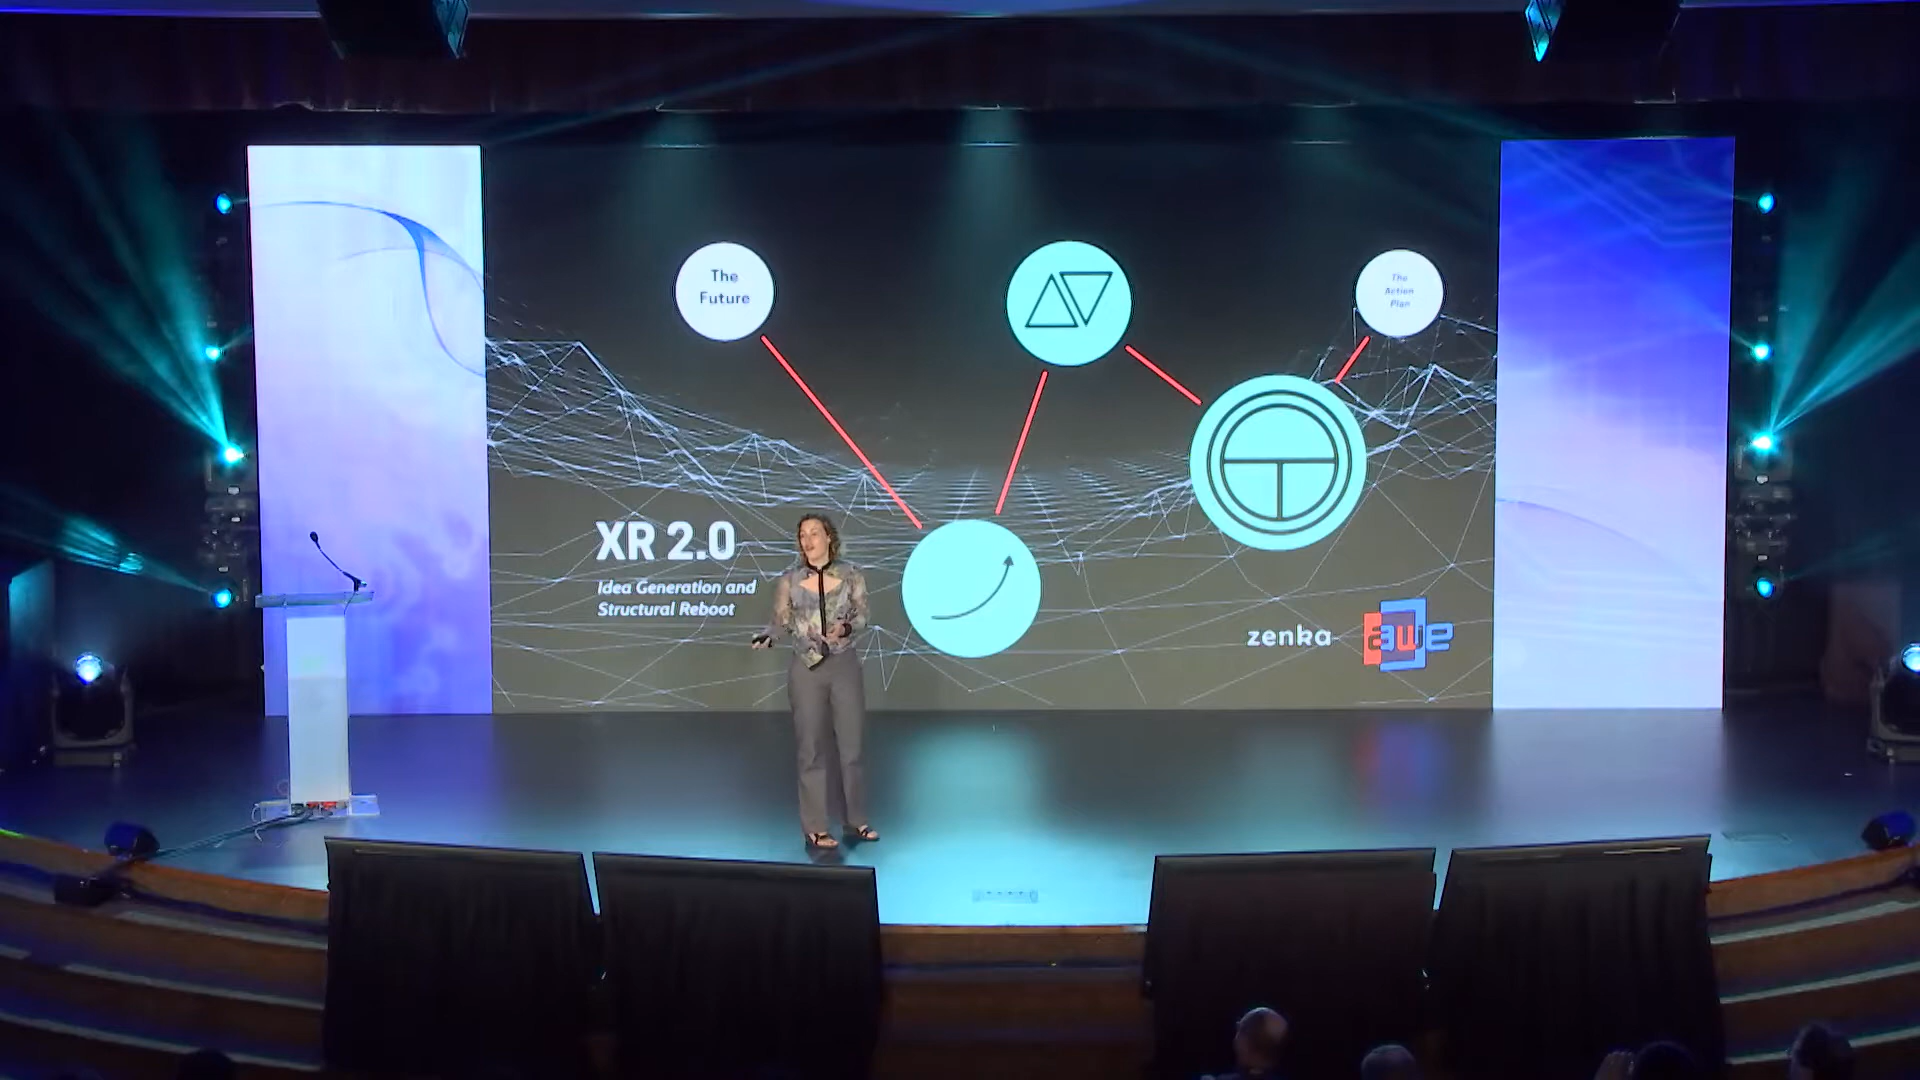 The
Future
The
Action
Plan
XR 2.0
Idea Generation and
Structural Reboot
zenka
awe